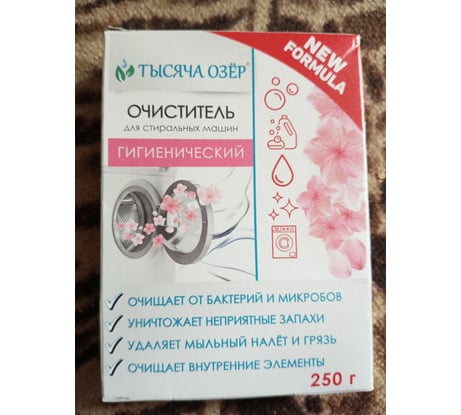 NEW
FORMULA
ТЫСЯЧА ОЗЁР®
ОЧИСТИТЕЛЬ
для стиральных машин
ГИГИЕНИЧЕСКИЙ
ОЧИЩАЕТ ОТ БАКТЕРИЙ И МИКРОБОВ
УНИЧТОЖАЕТ НЕПРИЯТНЫЕ ЗАПАХИ
УДАЛЯЕТ МЫЛЬНЫЙ НАЛЁТ И ГРЯЗЬ
ОЧИЩАЕТ ВНУТРЕННИЕ ЭЛЕМЕНТЫ
250 г